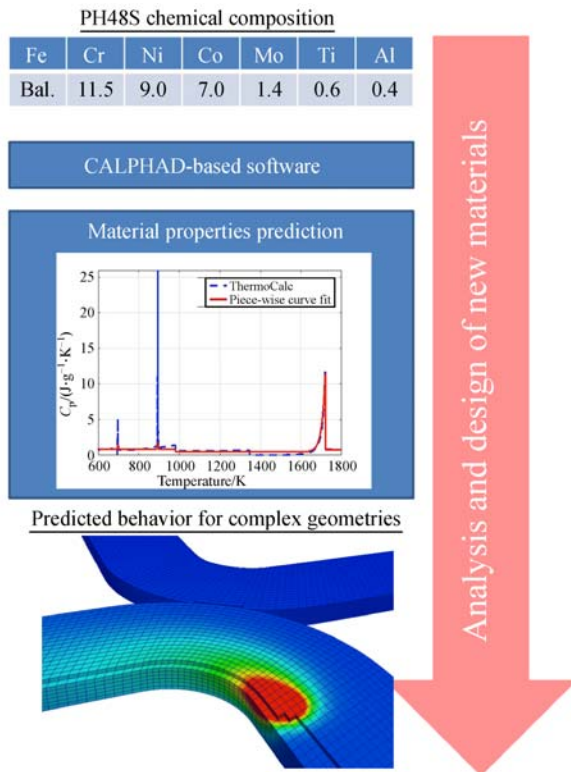 PH48S chemical composition
Fe Cr Ni Co Mo Ti Al
Bal. 11.5 9.0 7.0 1.4 0.6 0.4
CALPHAD-based software
Material properties prediction
25
20
15
10
5
0
C_p/(J·g⁻¹·K⁻¹)
ThermoCalc
Piece-wise curve fit
600 800 1000 1200 1400 1600 1800
Temperature/K
Predicted behavior for complex geometries
Analysis and design of new materials